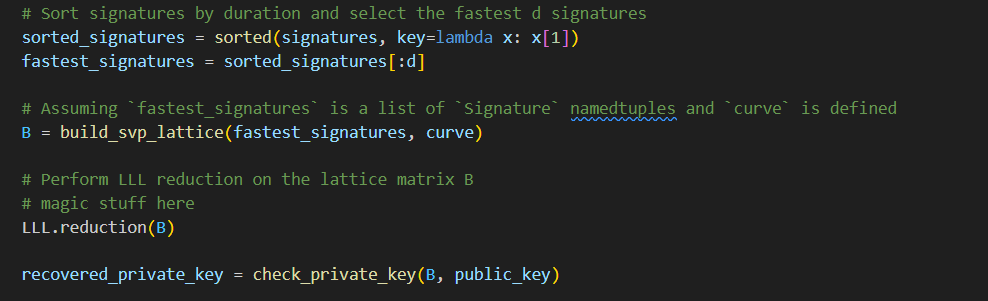 # Sort signatures by duration and select the fastest d signatures
sorted_signatures = sorted(signatures, key=lambda x: x[1])
fastest_signatures = sorted_signatures[:d]
# Assuming `fastest_signatures` is a list of `Signature` namedtuples and `curve` is defined
B = build_svp_lattice(fastest_signatures, curve)
# Perform LLL reduction on the lattice matrix B
# magic stuff here
LLL.reduction(B)
recovered_private_key = check_private_key(B, public_key)